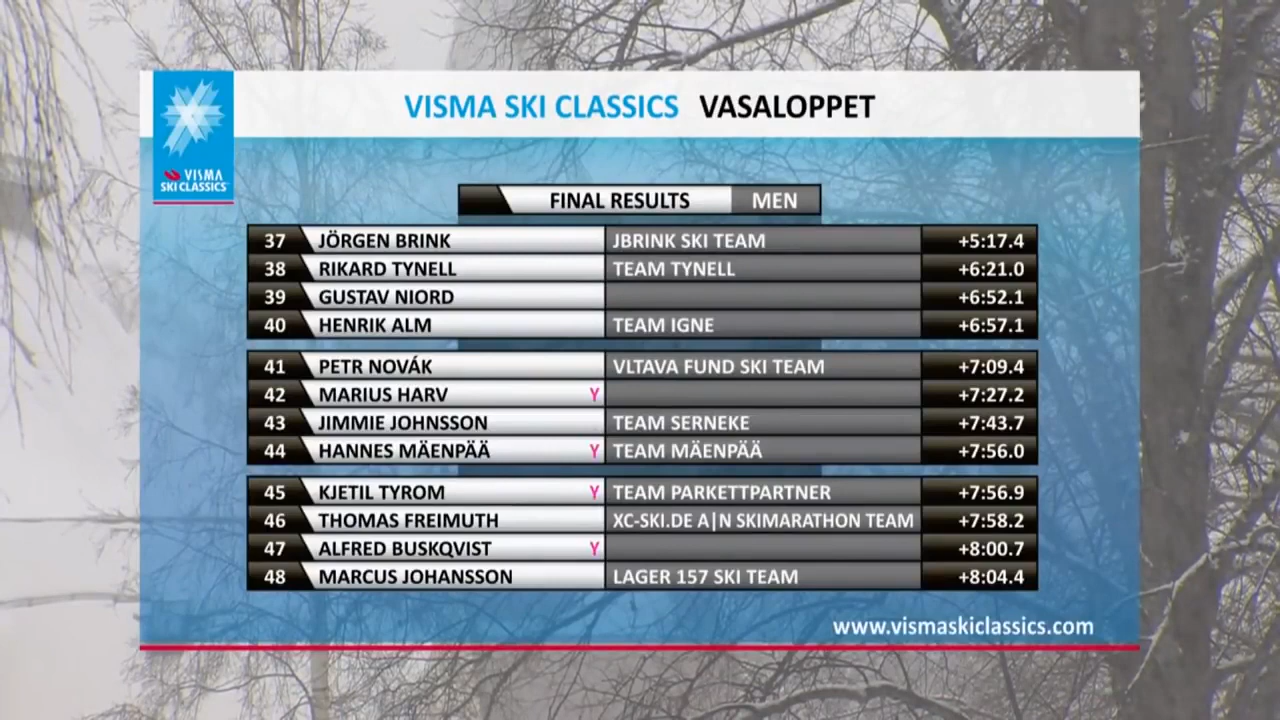 VISMA SKI CLASSICS VASALOPPET
VISMA
SKI CLASSICS
FINAL RESULTS MEN
37 JÖRGEN BRINK JBRINK SKI TEAM +5:17.4
38 RIKARD TYNELL TEAM TYNELL +6:21.0
39 GUSTAV NIORD +6:52.1
40 HENRIK ALM TEAM IGNE +6:57.1
41 PETR NOVÁK VLTAVA FUND SKI TEAM +7:09.4
42 MARIUS HARV Y +7:27.2
43 JIMMIE JOHNSSON TEAM SERNEKE +7:43.7
44 HANNES MÄENPÄÄ Y TEAM MÄENPÄÄ +7:56.0
45 KJETIL TYROM Y TEAM PARKETTPARTNER +7:56.9
46 THOMAS FREIMUTH XC-SKI.DE A|N SKIMARATHON TEAM +7:58.2
47 ALFRED BUSKQVIST Y +8:00.7
48 MARCUS JOHANSSON LAGER 157 SKI TEAM +8:04.4
www.vismaskiclassics.com